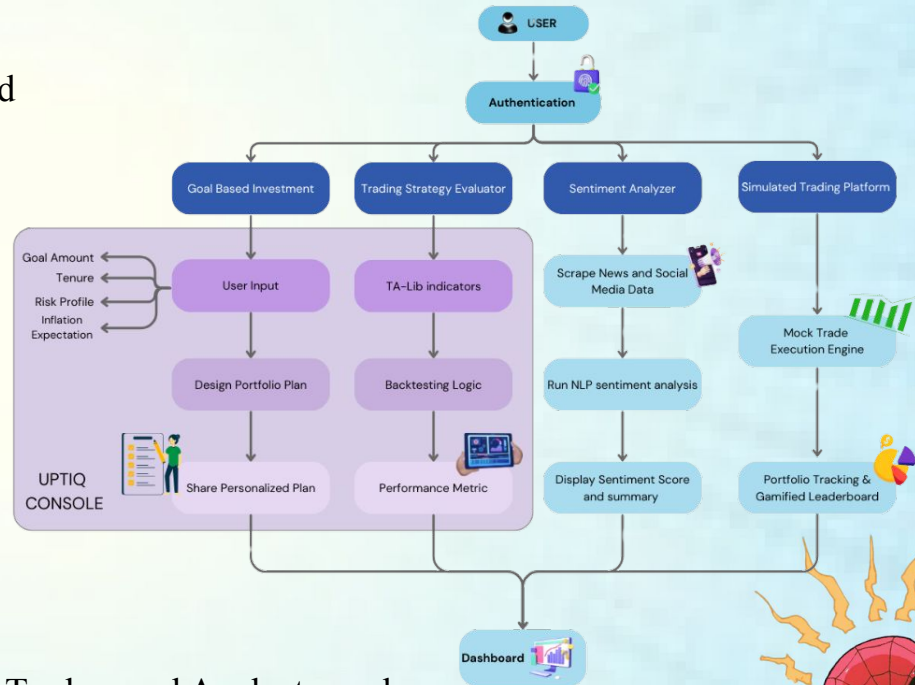 USER
d
Authentication
Goal Based Investment
Trading Strategy Evaluator
Sentiment Analyzer
Simulated Trading Platform
Goal Amount
Tenure
Risk Profile
Inflation
Expectation
User Input
TA-Lib indicators
Scrape News and Social
Media Data
Mock Trade
Execution Engine
Design Portfolio Plan
Backtesting Logic
Run NLP sentiment analysis
UPTIQ
CONSOLE
Share Personalized Plan
Performance Metric
Display Sentiment Score
and summary
Portfolio Tracking &
Gamified Leaderboard
Dashboard